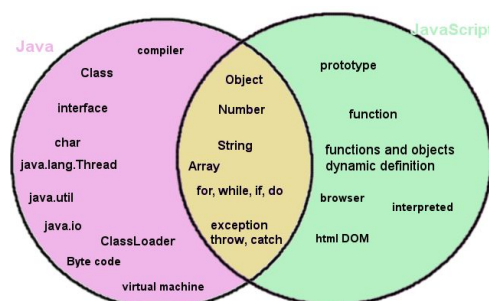 Java
JavaScript
compiler
Class
interface
char
java.lang.Thread
java.util
java.io
ClassLoader
Byte code
virtual machine
Object
Number
String
Array
for, while, if, do
exception
throw, catch
prototype
function
functions and objects
dynamic definition
browser
interpreted
html DOM